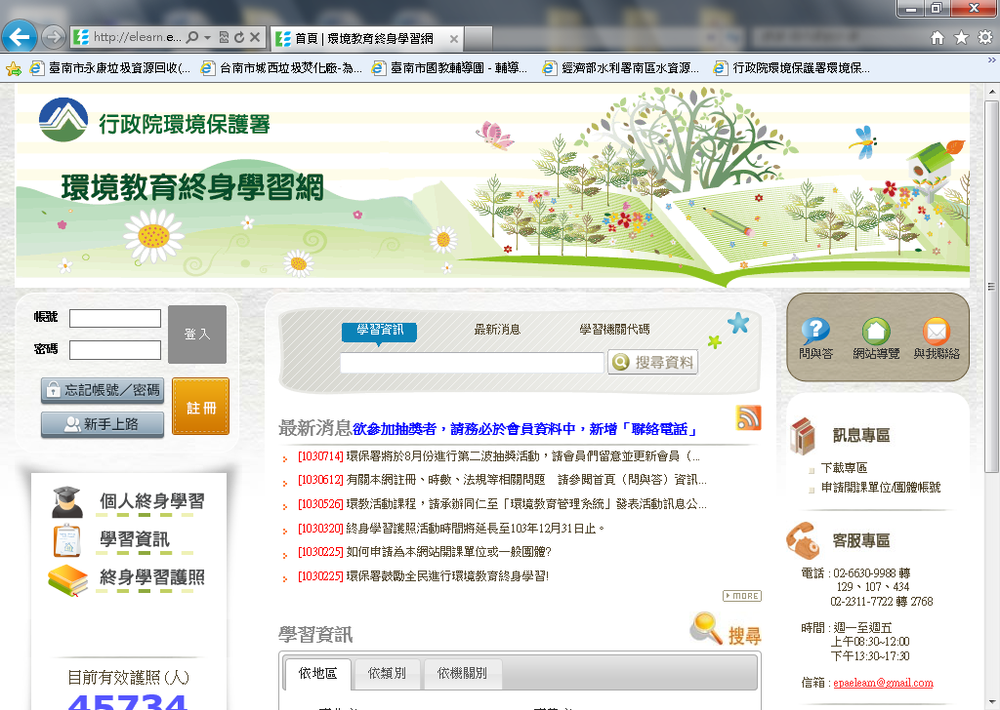 http://elearn.e...
首頁 | 環境教育終身學習網
臺南市永康垃圾資源回收(...
台南市城西垃圾焚化廠-為...
臺南市國教輔導團 - 輔導...
經濟部水利署南區水資源...
行政院環境保護署環境保...
行政院環境保護署
環境教育終身學習網
帳號
密碼
登入
忘記帳號／密碼
新手上路
註冊
學習資訊
最新消息
學習機關代碼
搜尋資料
問與答
網站導覽
與我聯絡
最新消息欲參加抽獎者，請務必於會員資料中，新增「聯絡電話」
[1030714] 環保署將於8月份進行第二波抽獎活動，請會員們留意並更新會員（...
[1030612] 有關本網註冊、時數、法規等相關問題　請參閱首頁（問與答）資訊...
[1030526] 環教活動課程，請承辦同仁至「環境教育管理系統」發表活動訊息公...
[1030320] 終身學習護照活動時間將延長至103年12月31日止。
[1030225] 如何申請為本網站開課單位或一般團體?
[1030225] 環保署鼓勵全民進行環境教育終身學習!
MORE
個人終身學習
學習資訊
終身學習護照
目前有效護照 (人)
45734
學習資訊
搜尋
依地區
依類別
依機關別
訊息專區
下載專區
申請開課單位/團體帳號
客服專區
電話 : 02-6630-9988 轉
129、107、434
02-2311-7722 轉 2768
時間 : 週一至週五
上午08:30~12:00
下午13:30~17:30
信箱 : epaelearn@gmail.com